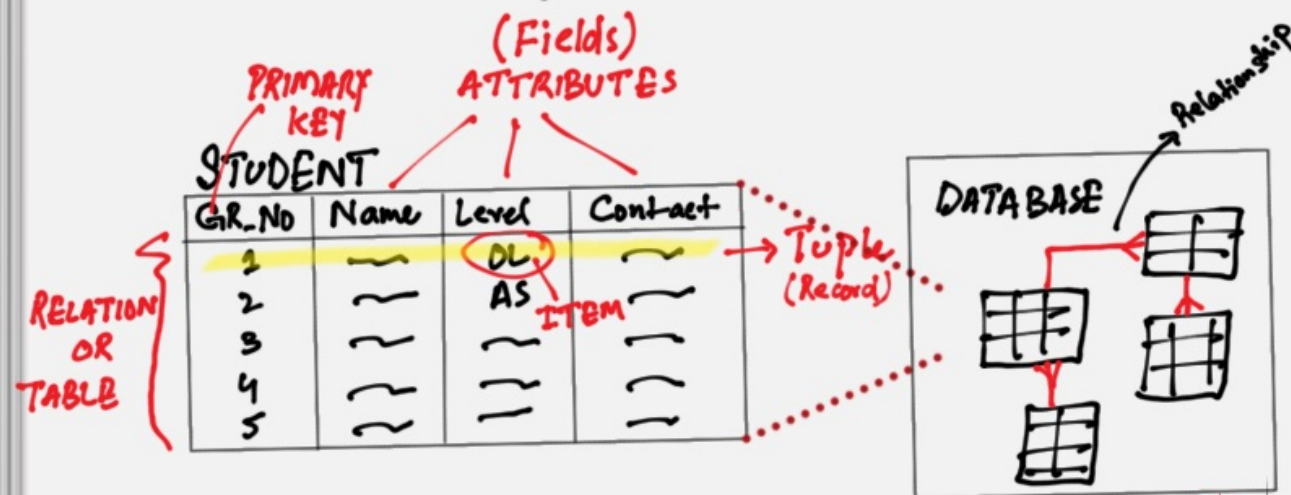 (Fields)
ATTRIBUTES
PRIMARY
KEY
STUDENT
GR_No Name Level Contact
1 OL
2 AS
3
4
5
ITEM
Tuple
(Record)
RELATION
OR
TABLE
DATABASE
Relationship